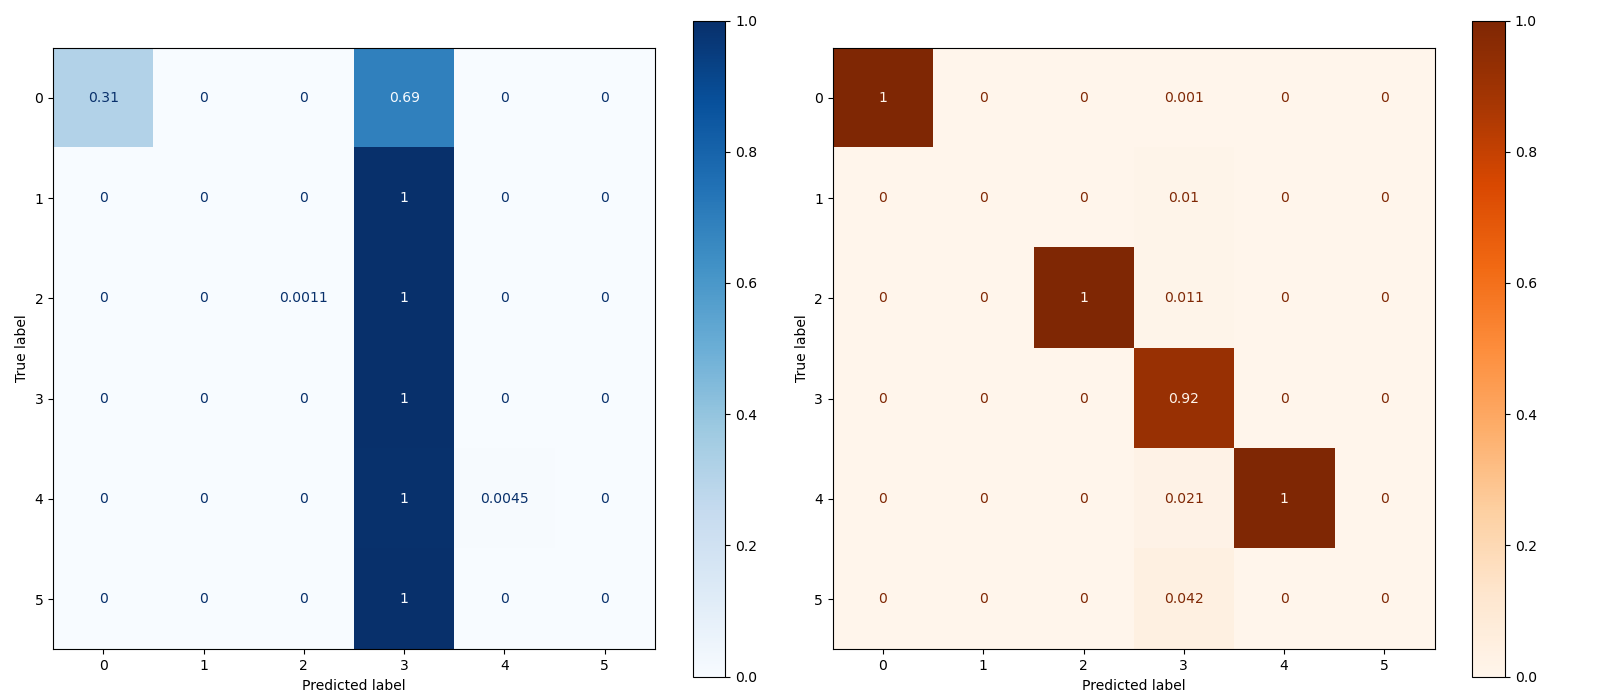 1.0
1.0
0 0.31 0 0 0.69 0 0
0 1 0 0 0.001 0 0
0.8
0.8
1 0 0 0 1 0 0
1 0 0 0 0.01 0 0
0.6
0.6
2 0 0 0.0011 1 0 0
2 0 0 1 0.011 0 0
True label
True label
3 0 0 0 1 0 0
3 0 0 0 0.92 0 0
0.4
0.4
4 0 0 0 1 0.0045 0
4 0 0 0 0.021 1 0
0.2
0.2
5 0 0 0 1 0 0
5 0 0 0 0.042 0 0
0.0
0.0
0 1 2 3 4 5
0 1 2 3 4 5
Predicted label
Predicted label